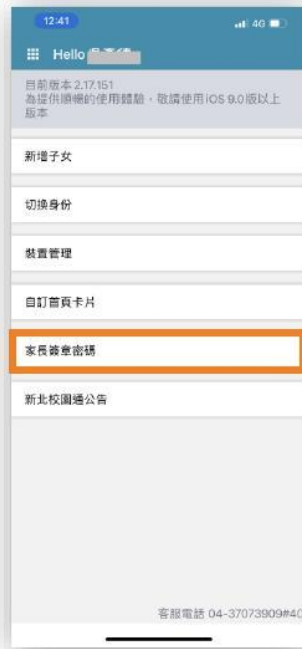 12:41
4G
Hello
目前版本 2.17.151
為提供順暢的使用體驗，敬請使用iOS 9.0版以上
版本
新增子女
切換身份
裝置管理
自訂首頁卡片
家長簽章密碼
新北校園通公告
客服電話 04-37073909#40